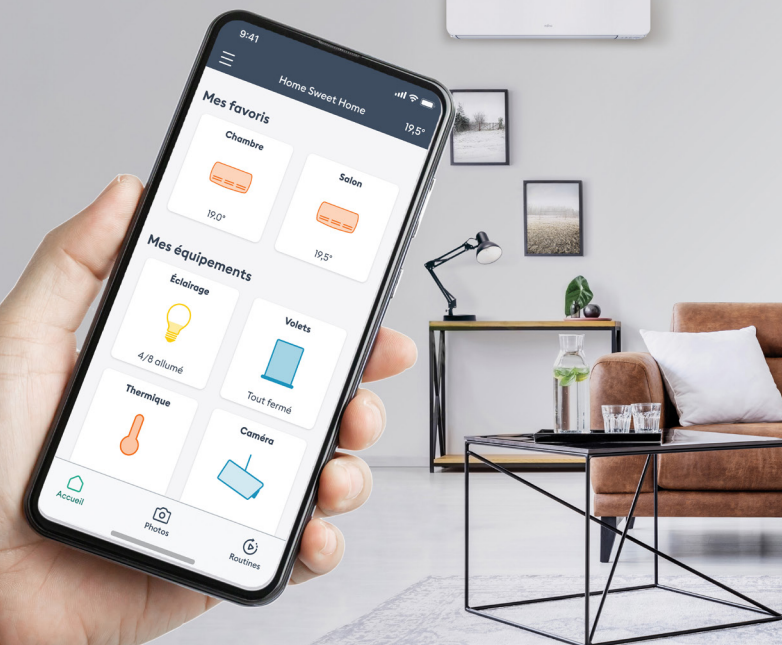 9:41
Home Sweet Home
19,5°
Mes favoris
Chambre
19.0°
Salon
19,5°
Mes équipements
Éclairage
4/8 allumé
Volets
Tout fermé
Thermique
Caméra
Accueil
Photos
Routines